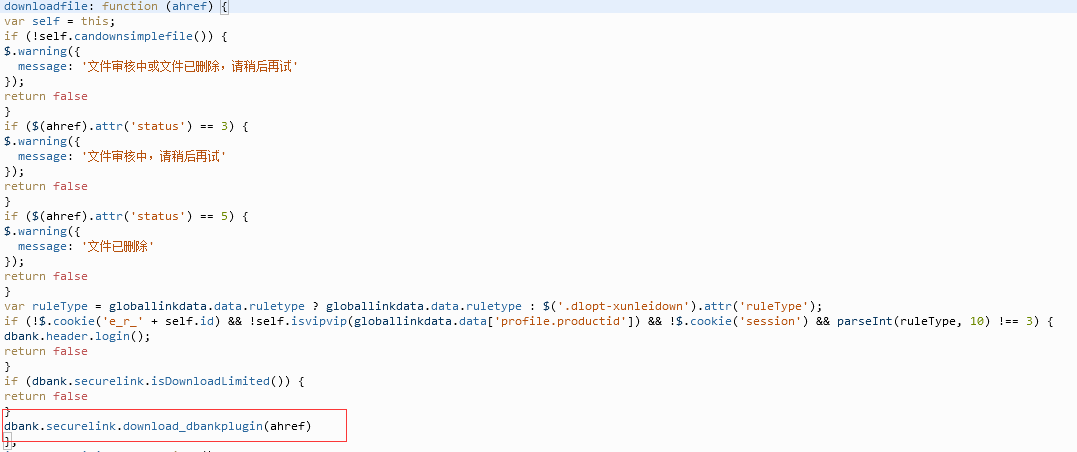 downloadfile: function (ahref) {
var self = this;
if (!self.candownsimplefile()) {
$.warning({
  message: '文件审核中或文件已删除，请稍后再试'
});
return false
}
if ($(ahref).attr('status') == 3) {
$.warning({
  message: '文件审核中，请稍后再试'
});
return false
}
if ($(ahref).attr('status') == 5) {
$.warning({
  message: '文件已删除'
});
return false
}
var ruleType = globallinkdata.data.ruletype ? globallinkdata.data.ruletype : $('.dlopt-xunleidown').attr('ruleType');
if (!$.cookie('e_r_' + self.id) && !self.isvipvip(globallinkdata.data['profile.productid']) && !$.cookie('session') && parseInt(ruleType, 10) !== 3) {
dbank.header.login();
return false
}
if (dbank.securelink.isDownloadLimited()) {
return false
}
dbank.securelink.download_dbankplugin(ahref)
},